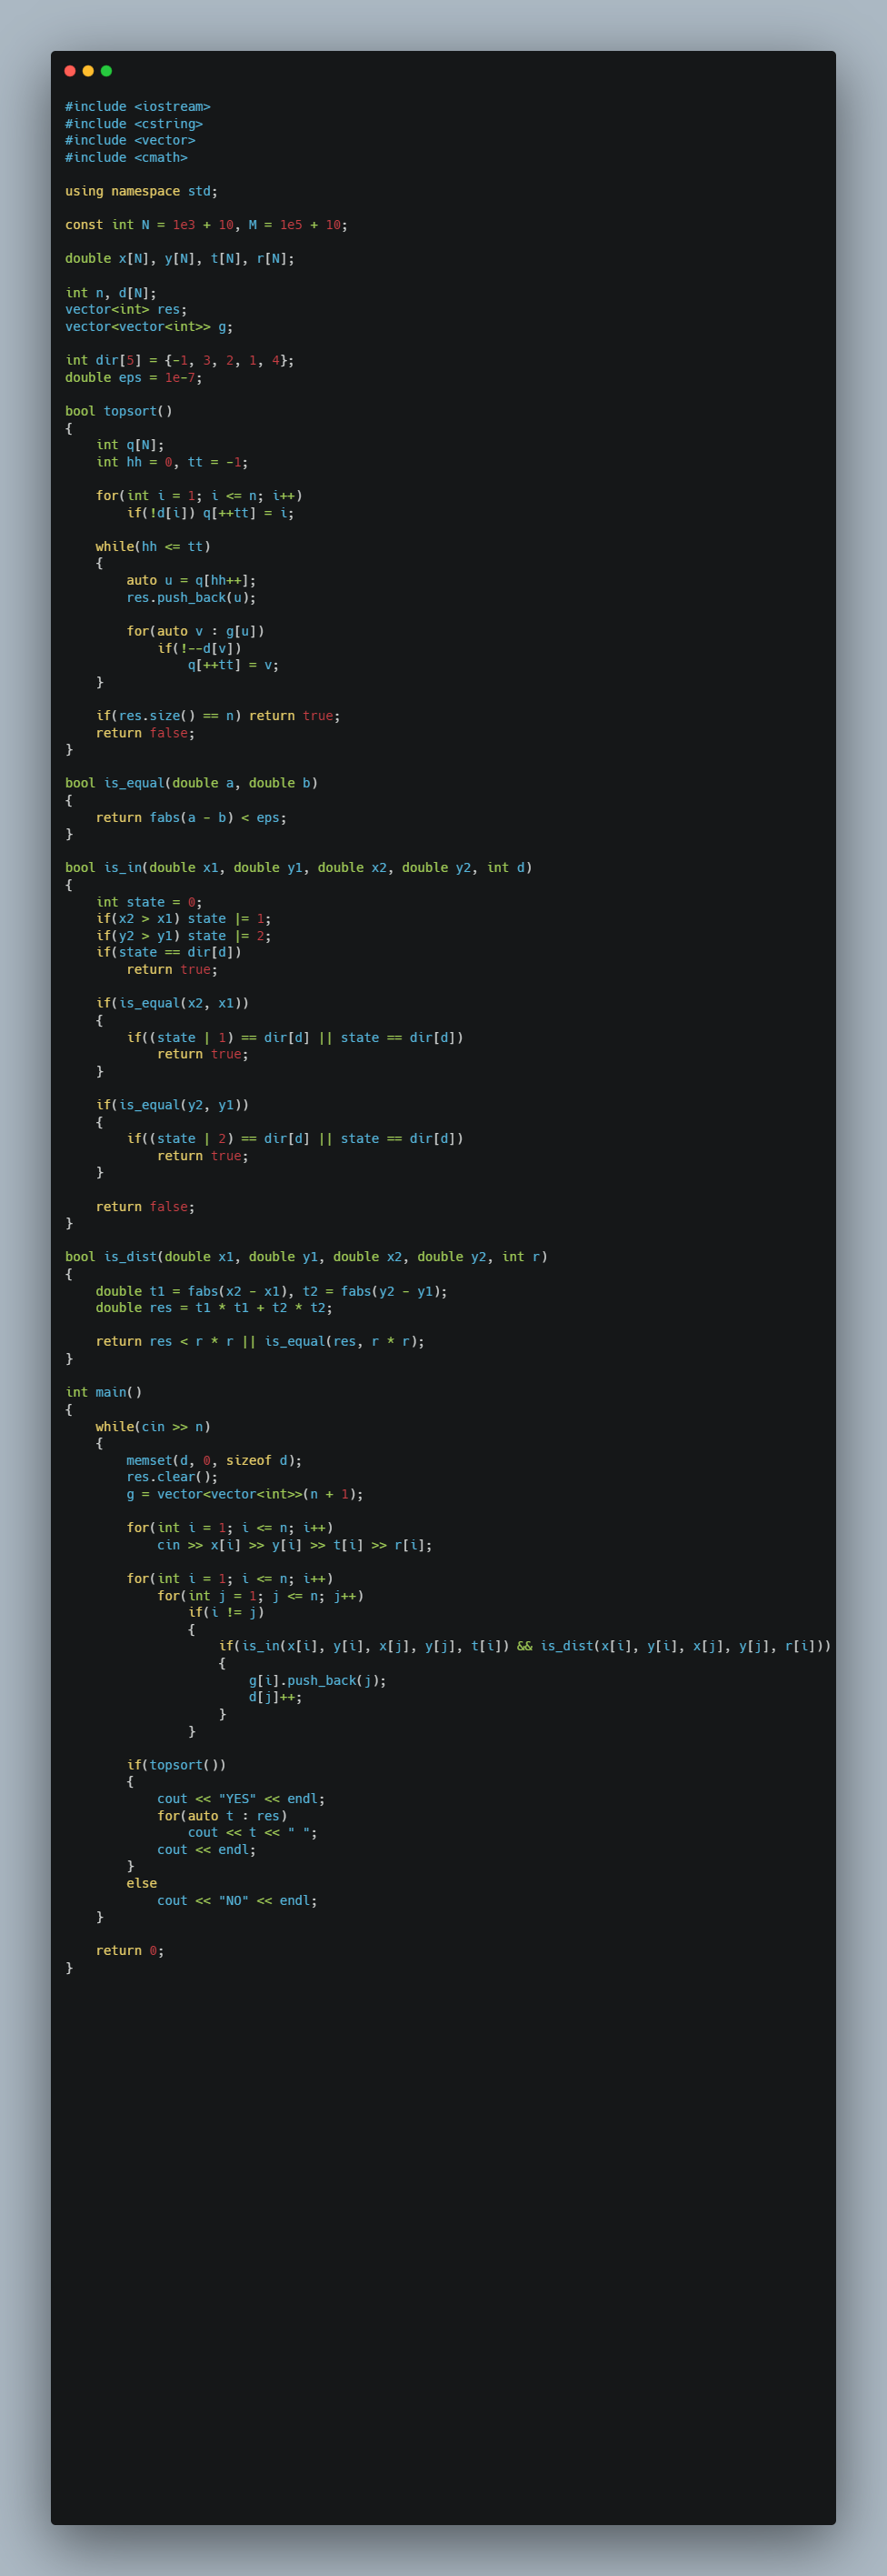 #include <iostream>
#include <cstring>
#include <vector>
#include <cmath>

using namespace std;

const int N = 1e3 + 10, M = 1e5 + 10;

double x[N], y[N], t[N], r[N];

int n, d[N];
vector<int> res;
vector<vector<int>> g;

int dir[5] = {-1, 3, 2, 1, 4};
double eps = 1e-7;

bool topsort()
{
    int q[N];
    int hh = 0, tt = -1;

    for(int i = 1; i <= n; i++)
        if(!d[i]) q[++tt] = i;

    while(hh <= tt)
    {
        auto u = q[hh++];
        res.push_back(u);

        for(auto v : g[u])
            if(!--d[v])
                q[++tt] = v;
    }

    if(res.size() == n) return true;
    return false;
}

bool is_equal(double a, double b)
{
    return fabs(a - b) < eps;
}

bool is_in(double x1, double y1, double x2, double y2, int d)
{
    int state = 0;
    if(x2 > x1) state |= 1;
    if(y2 > y1) state |= 2;
    if(state == dir[d])
        return true;

    if(is_equal(x2, x1))
    {
        if((state | 1) == dir[d] || state == dir[d])
            return true;
    }

    if(is_equal(y2, y1))
    {
        if((state | 2) == dir[d] || state == dir[d])
            return true;
    }

    return false;
}

bool is_dist(double x1, double y1, double x2, double y2, int r)
{
    double t1 = fabs(x2 - x1), t2 = fabs(y2 - y1);
    double res = t1 * t1 + t2 * t2;

    return res < r * r || is_equal(res, r * r);
}

int main()
{
    while(cin >> n)
    {
        memset(d, 0, sizeof d);
        res.clear();
        g = vector<vector<int>>(n + 1);

        for(int i = 1; i <= n; i++)
            cin >> x[i] >> y[i] >> t[i] >> r[i];

        for(int i = 1; i <= n; i++)
            for(int j = 1; j <= n; j++)
                if(i != j)
                {
                    if(is_in(x[i], y[i], x[j], y[j], t[i]) && is_dist(x[i], y[i], x[j], y[j], r[i]))
                    {
                        g[i].push_back(j);
                        d[j]++;
                    }
                }

        if(topsort())
        {
            cout << "YES" << endl;
            for(auto t : res)
                cout << t << " ";
            cout << endl;
        }
        else
            cout << "NO" << endl;
    }

    return 0;
}